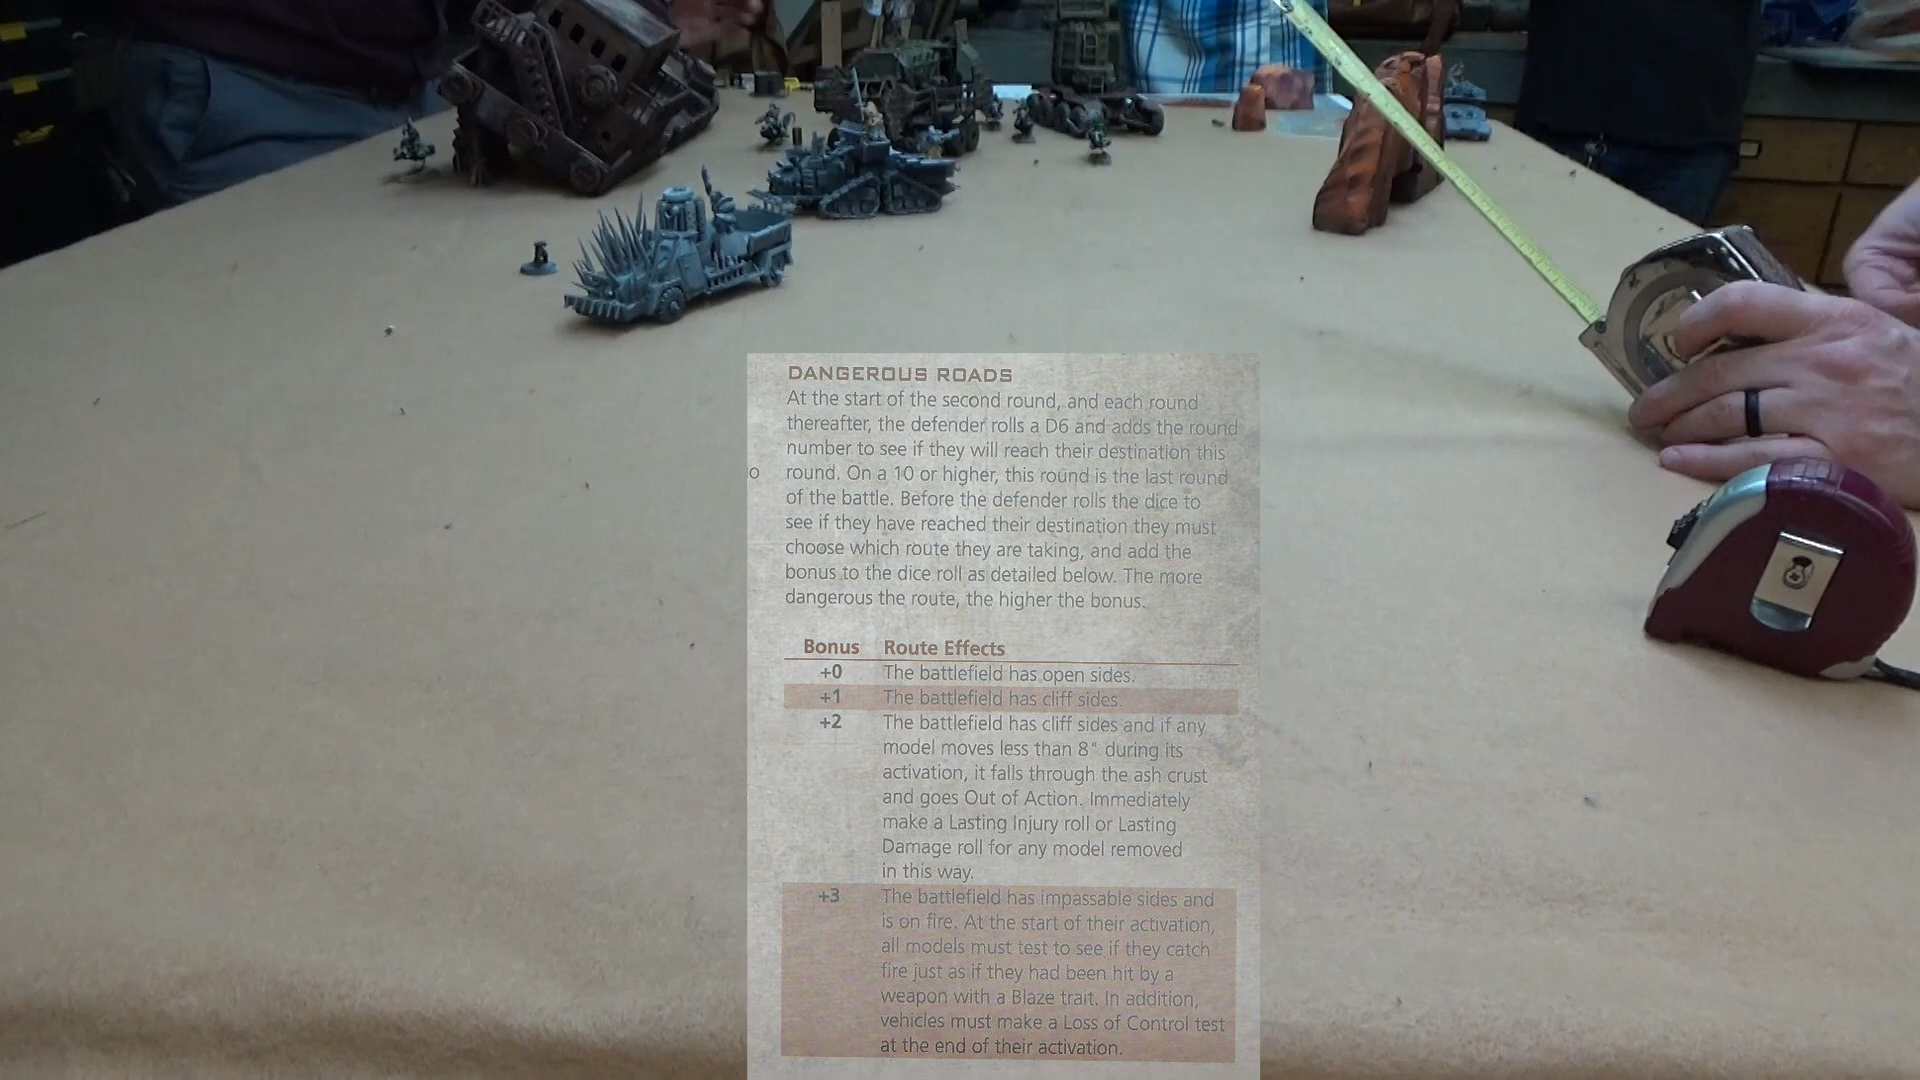 DANGEROUS ROADS
At the start of the second round, and each round
thereafter, the defender rolls a D6 and adds the round
number to see if they will reach their destination this
o round. On a 10 or higher, this round is the last round
of the battle. Before the defender rolls the dice to
see if they have reached their destination they must
choose which route they are taking, and add the
bonus to the dice roll as detailed below. The more
dangerous the route, the higher the bonus.
Bonus Route Effects
+0 The battlefield has open sides.
+1 The battlefield has cliff sides.
+2 The battlefield has cliff sides and if any
model moves less than 8" during its
activation, it falls through the ash crust
and goes Out of Action. Immediately
make a Lasting Injury roll or Lasting
Damage roll for any model removed
in this way.
+3 The battlefield has impassable sides and
is on fire. At the start of their activation,
all models must test to see if they catch
fire just as if they had been hit by a
weapon with a Blaze trait. In addition,
vehicles must make a Loss of Control test
at the end of their activation.